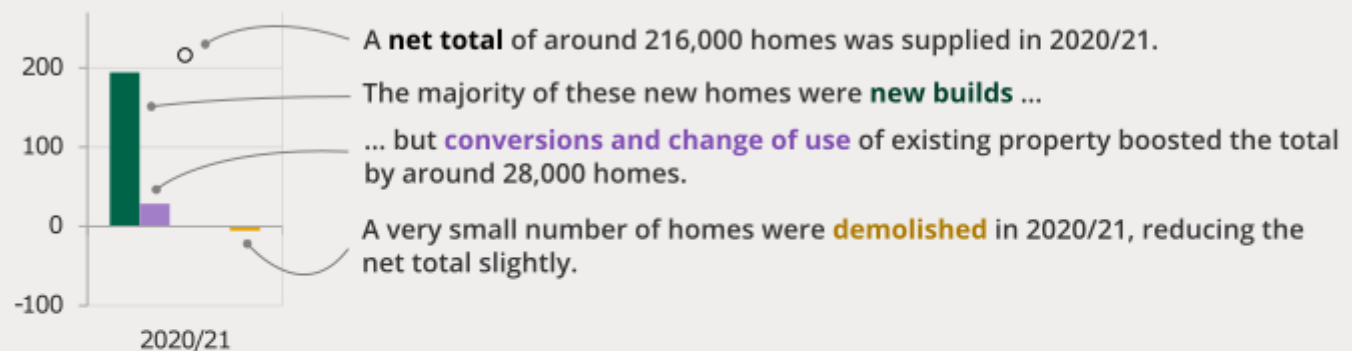 200
100
0
-100
2020/21
A net total of around 216,000 homes was supplied in 2020/21.
The majority of these new homes were new builds ...
... but conversions and change of use of existing property boosted the total
by around 28,000 homes.
A very small number of homes were demolished in 2020/21, reducing the
net total slightly.